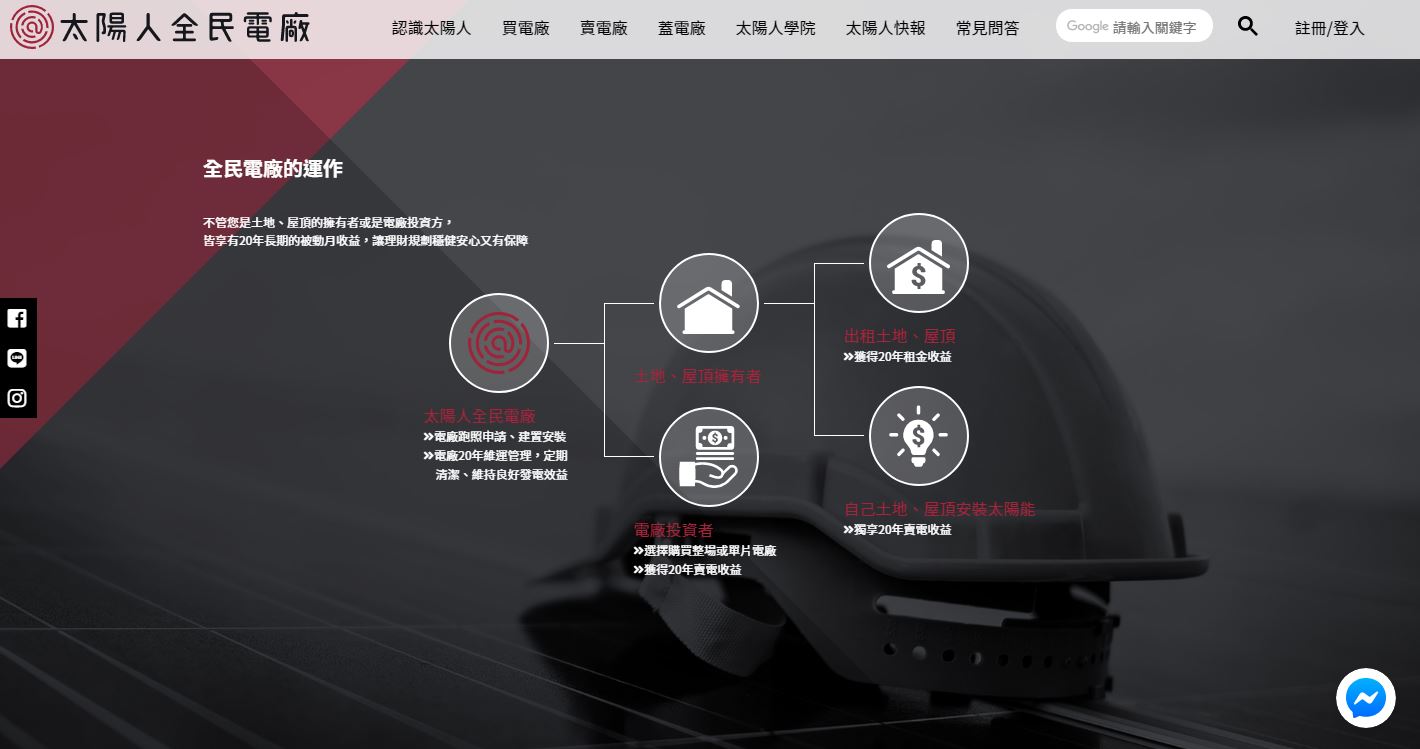 太陽人全民電廠
認識太陽人
買電廠
賣電廠
蓋電廠
太陽人學院
太陽人快報
常見問答
Google 請輸入關鍵字
註冊/登入
全民電廠的運作
不管您是土地、屋頂的擁有者或是電廠投資方，
皆享有20年長期的被動月收益，讓理財規劃穩健安心又有保障
太陽人全民電廠
電廠跑照申請、建置安裝
電廠20年維運管理，定期
清潔、維持良好發電效益
土地、屋頂擁有者
電廠投資者
選擇購買整場或單片電廠
獲得20年賣電收益
出租土地、屋頂
獲得20年租金收益
自己土地、屋頂安裝太陽能
獨享20年賣電收益